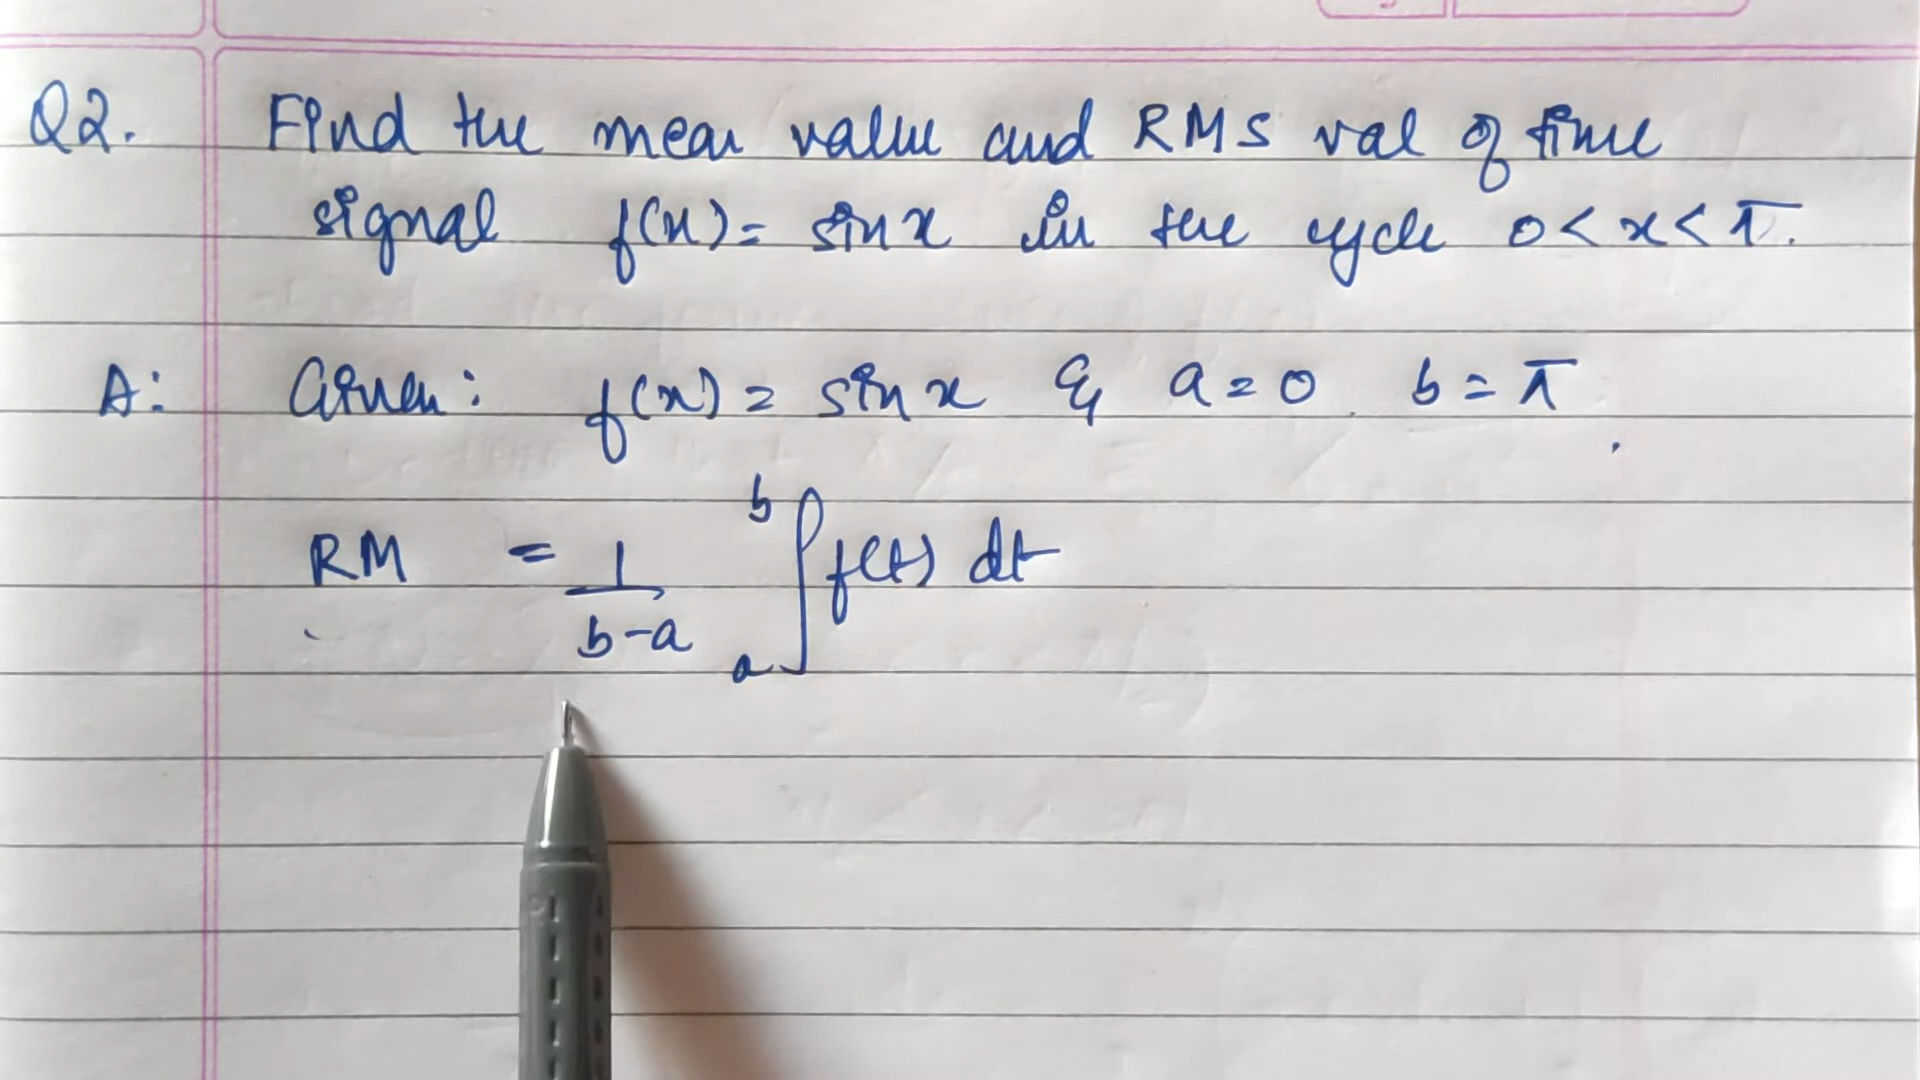 Q2. Find the mean value and RMS val of time
signal f(x) = sin x in the cycle 0 < x < π.
A: Given: f(x) = sin x & a = 0 b = π
RM = 1/(b-a) ∫_a^b f(t) dt